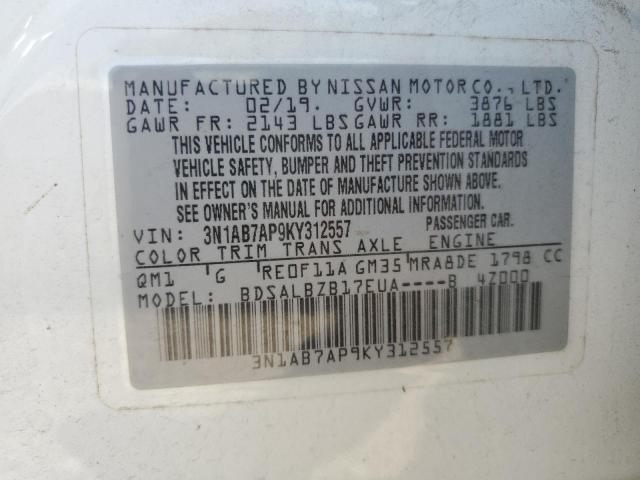 MANUFACTURED BY NISSAN MOTOR CO., LTD.
DATE: 02/19. GVWR: 3876 LBS
GAWR FR: 2143 LBS GAWR RR: 1881 LBS
THIS VEHICLE CONFORMS TO ALL APPLICABLE FEDERAL MOTOR
VEHICLE SAFETY, BUMPER AND THEFT PREVENTION STANDARDS
IN EFFECT ON THE DATE OF MANUFACTURE SHOWN ABOVE.
SEE OWNER'S MANUAL FOR ADDITIONAL INFORMATION.
VIN: 3N1AB7AP9KY312557 PASSENGER CAR.
COLOR TRIM TRANS AXLE ENGINE
QM1 G RE0F11A GM35 MRA8DE 1798 CC
MODEL: BDSALBZB17EUA----B 4Z000
3N1AB7AP9KY312557